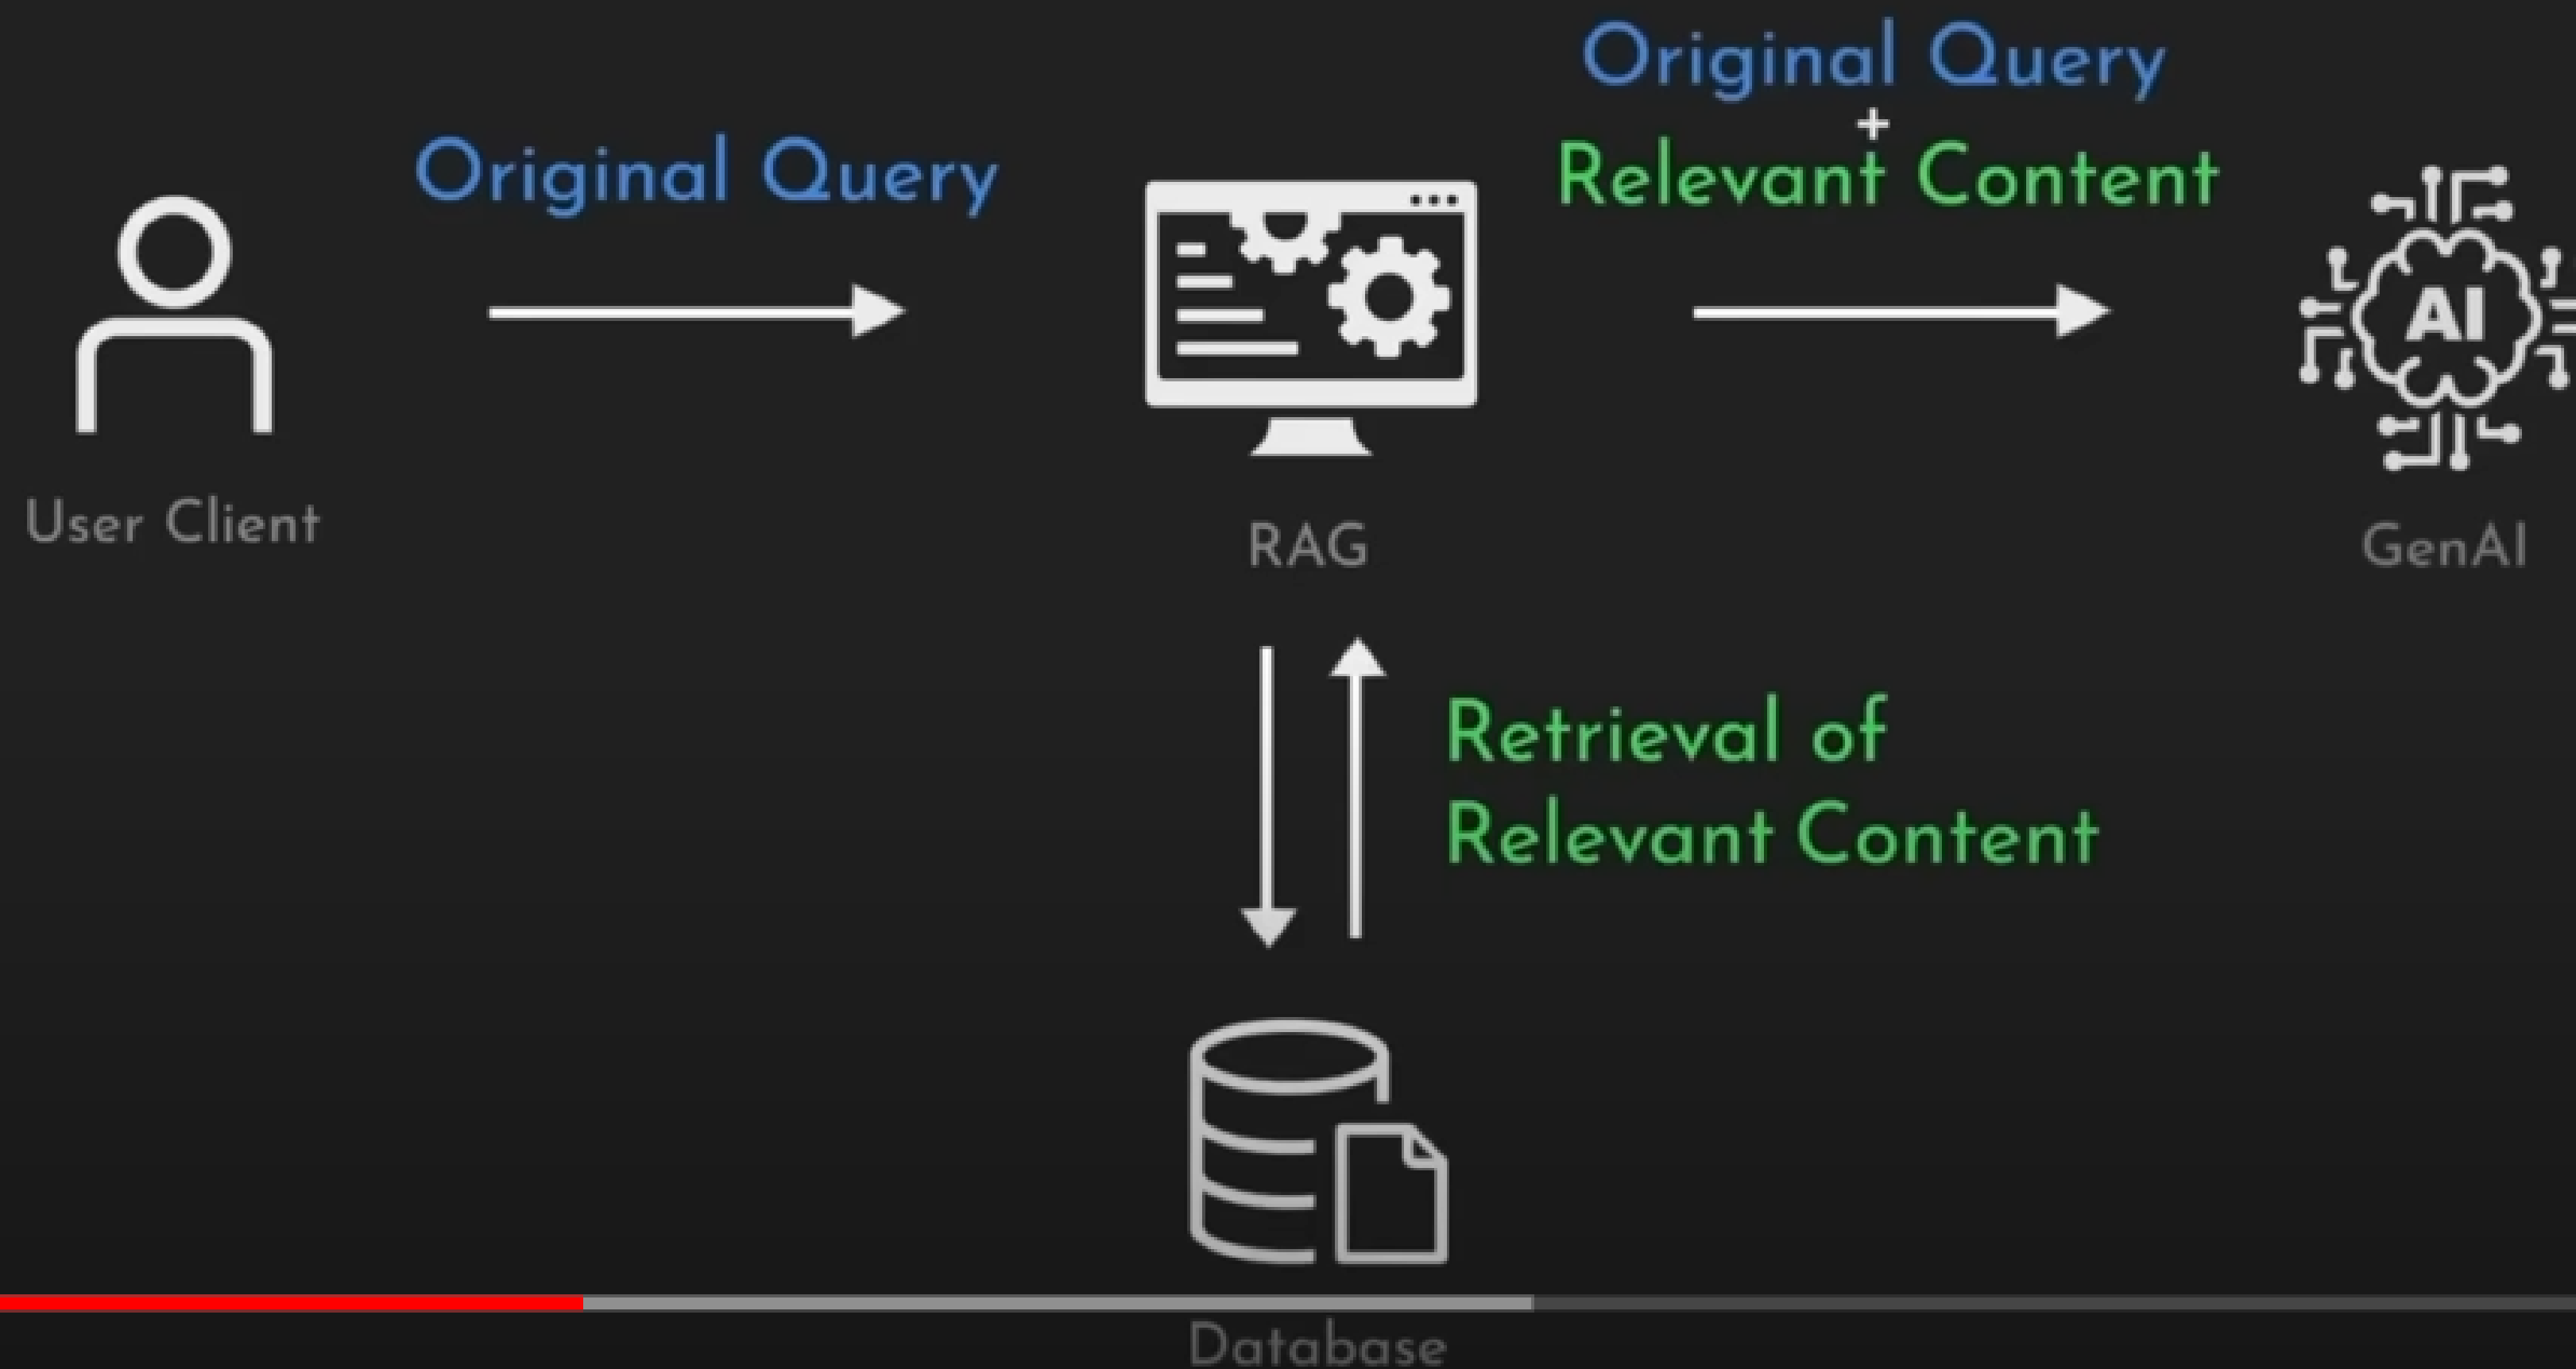 Original Query
+
Relevant Content
Original Query
AI
User Client
RAG
GenAI
Retrieval of
Relevant Content
Database